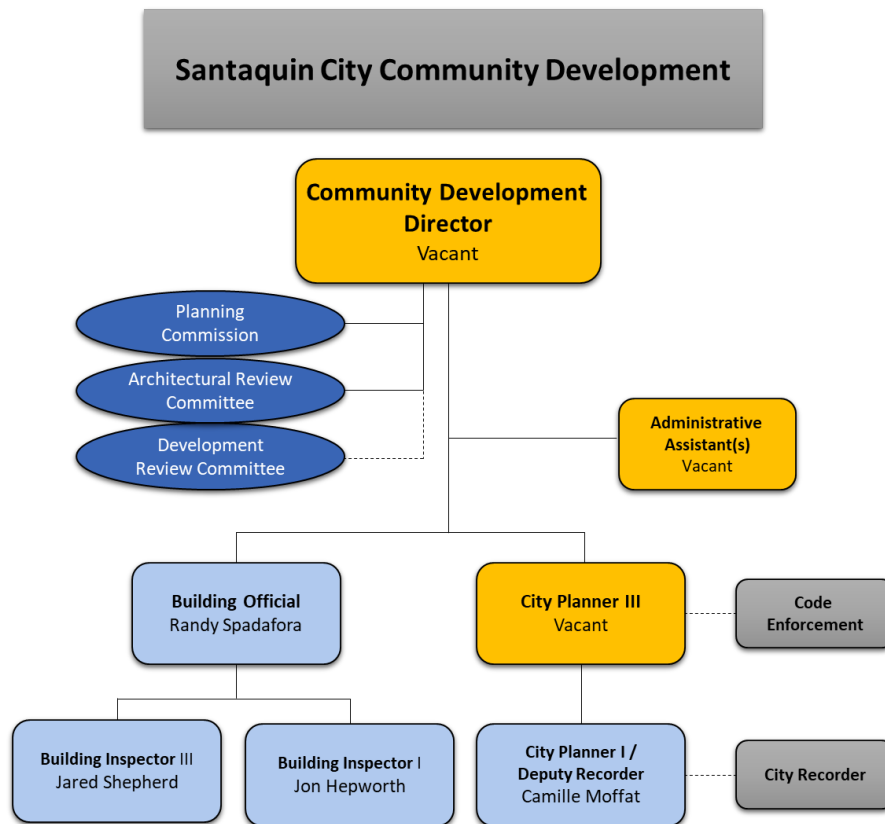 Santaquin City Community Development
Community Development
Director
Vacant
Planning
Commission
Architectural Review
Committee
Development
Review Committee
Administrative
Assistant(s)
Vacant
Building Official
Randy Spadafora
City Planner III
Vacant
Code
Enforcement
Building Inspector III
Jared Shepherd
Building Inspector I
Jon Hepworth
City Planner I /
Deputy Recorder
Camille Moffat
City Recorder